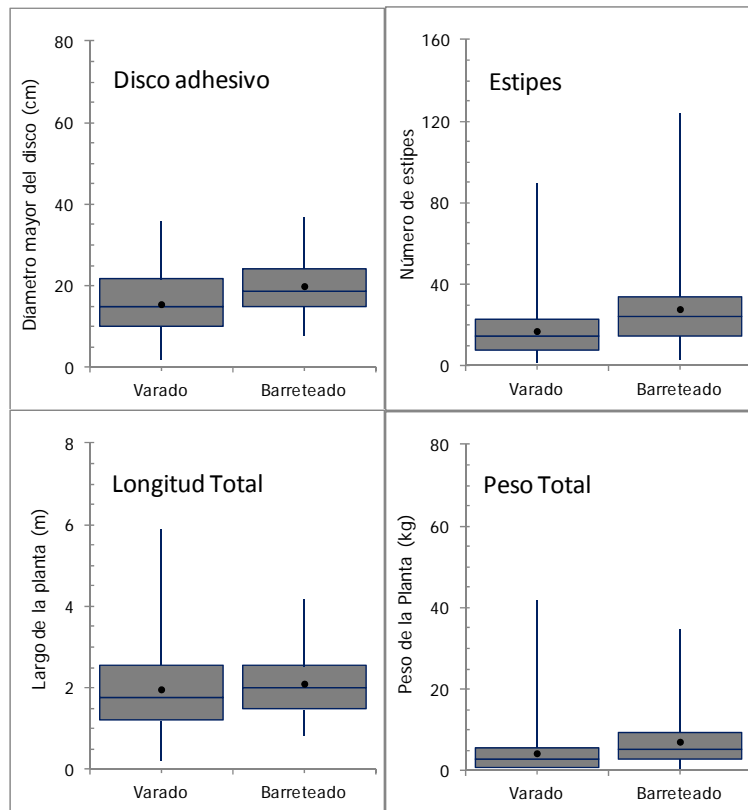 Disco adhesivo
Diametro mayor del disco (cm)
80
60
40
20
0
Varado Barreteado
Estipes
Número de estipes
160
120
80
40
0
Varado Barreteado
Longitud Total
Largo de la planta (m)
8
6
4
2
0
Varado Barreteado
Peso Total
Peso de la Planta (kg)
80
60
40
20
0
Varado Barreteado